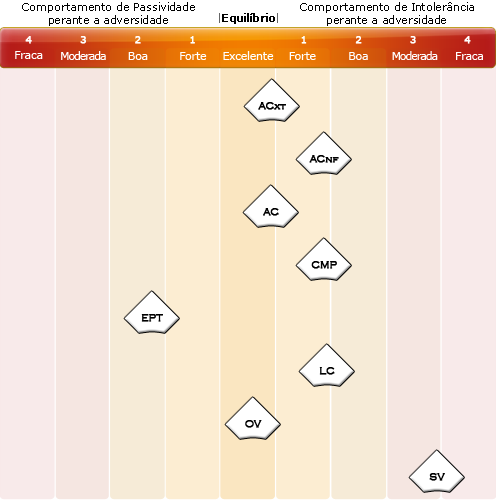 Comportamento de Passividade
perante a adversidade
|Equilíbrio|
Comportamento de Intolerância
perante a adversidade
4 3 2 1 1 2 3 4
Fraca Moderada Boa Forte Excelente Forte Boa Moderada Fraca
ACXT
ACNF
AC
CMP
EPT
LC
OV
SV